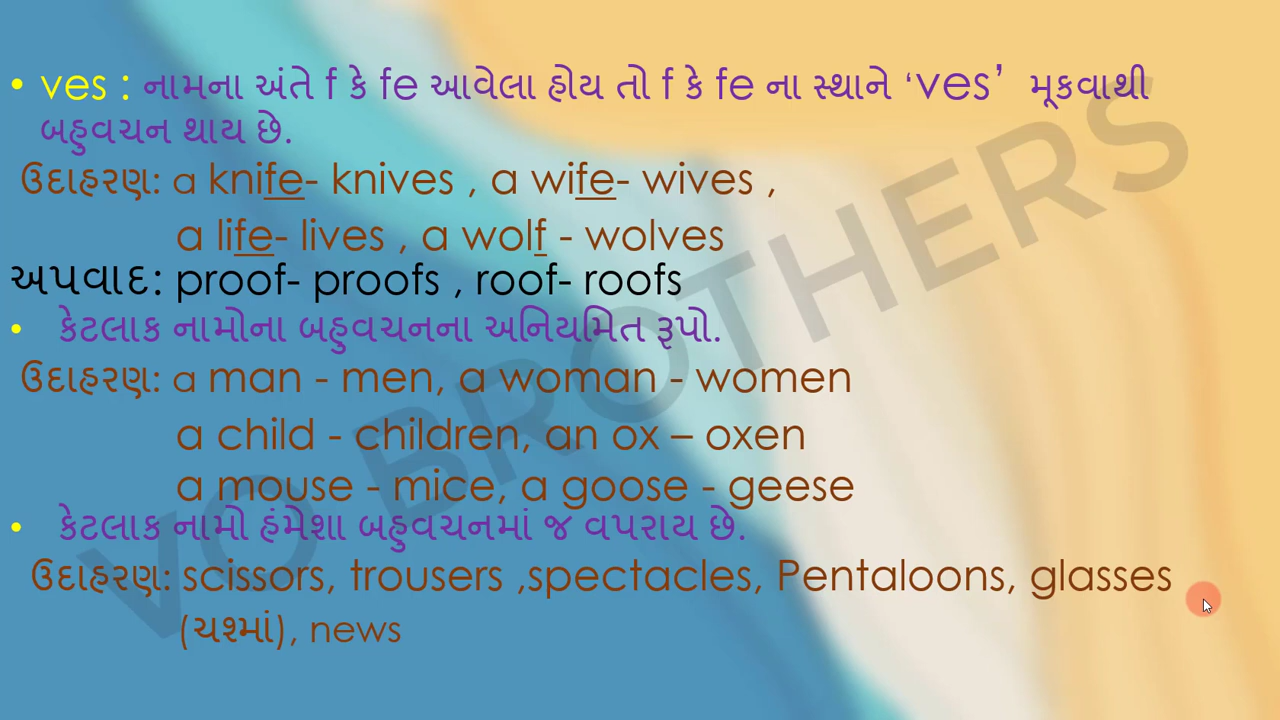 • ves : નામના અંતે f કે fe આવેલા હોય તો f કે fe ના સ્થાને ‘ves’ મૂકવાથી
બહુવચન થાય છે.
ઉદાહરણ: a knife- knives , a wife- wives ,
a life- lives , a wolf - wolves
અપવાદ: proof- proofs , roof- roofs
• કેટલાક નામોના બહુવચનના અનિયમિત રૂપો.
ઉદાહરણ: a man - men, a woman - women
a child - children, an ox – oxen
a mouse - mice, a goose - geese
• કેટલાક નામો હંમેશા બહુવચનમાં જ વપરાય છે.
ઉદાહરણ: scissors, trousers ,spectacles, Pentaloons, glasses
(ચશ્માં), news
VO BROTHERS